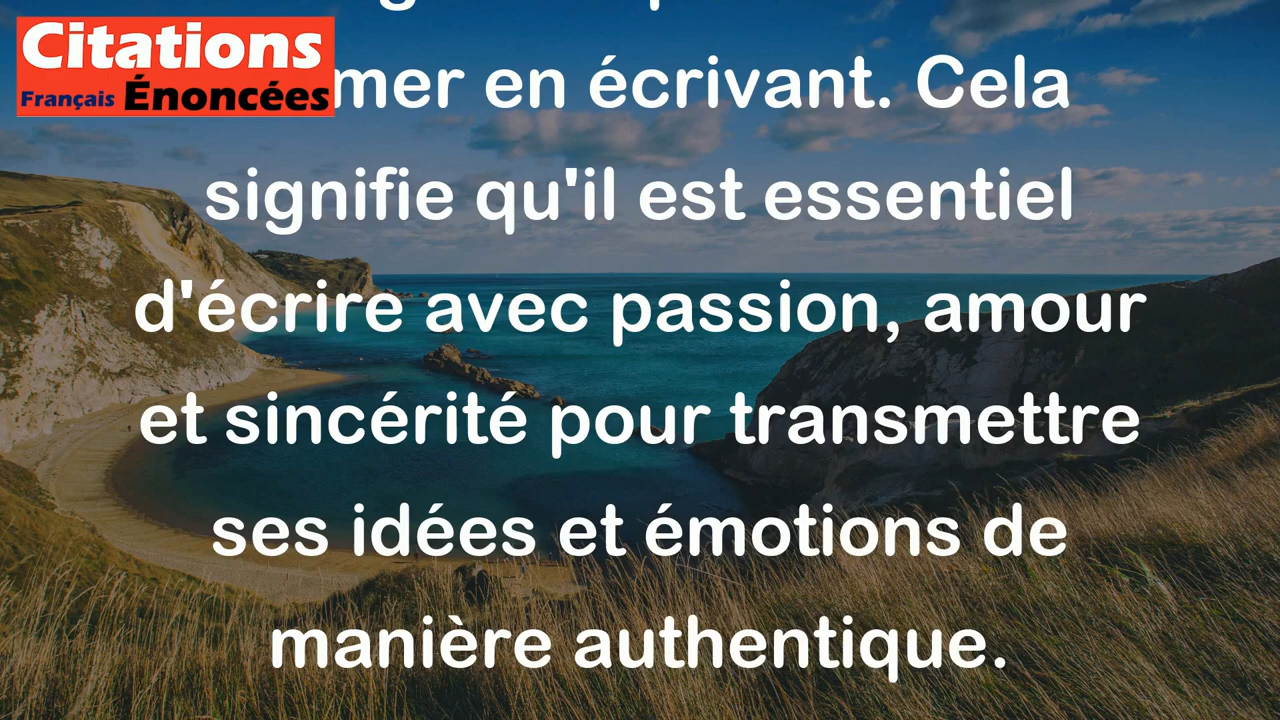 Citations
Français Énoncées
mer en écrivant. Cela
signifie qu'il est essentiel
d'écrire avec passion, amour
et sincérité pour transmettre
ses idées et émotions de
manière authentique.